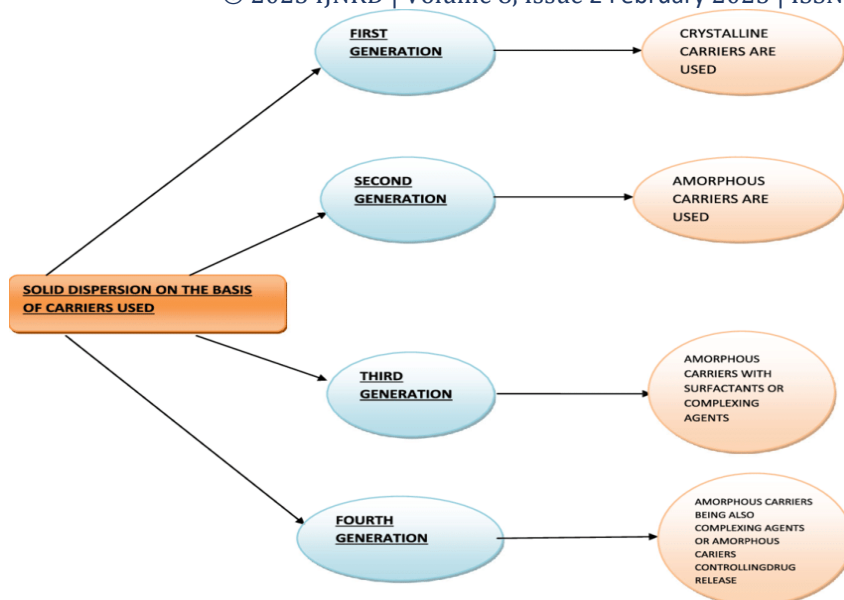 © 2023 IJNRD | Volume 8, Issue 2 February 2023 | ISSN
FIRST
GENERATION
CRYSTALLINE
CARRIERS ARE
USED
SECOND
GENERATION
AMORPHOUS
CARRIERS ARE
USED
SOLID DISPERSION ON THE BASIS
OF CARRIERS USED
THIRD
GENERATION
AMORPHOUS
CARRIERS WITH
SURFACTANTS OR
COMPLEXING
AGENTS
FOURTH
GENERATION
AMORPHOUS CARRIERS
BEING ALSO
COMPLEXING AGENTS
OR AMORPHOUS
CARIERS
CONTROLLINGDRUG
RELEASE